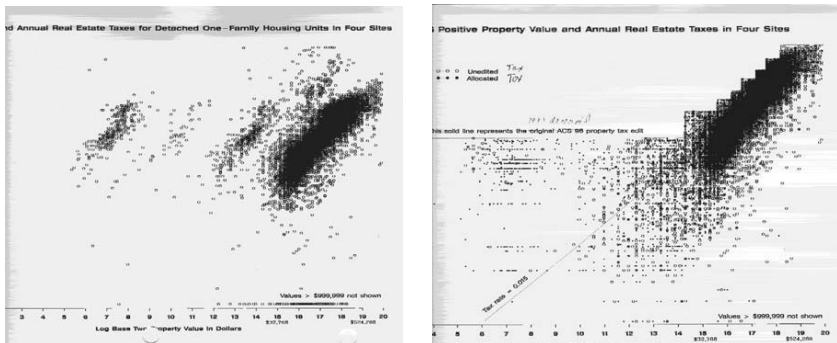 nd Annual Real Estate Taxes for Detached One-Family Housing Units in Four Sites
Values > $999,999 not shown
3 4 5 6 7 8 9 10 11 12 13 14 15 16 17 18 19 20
$32,768 $524,288
Log Base Two Property Value in Dollars
Positive Property Value and Annual Real Estate Taxes in Four Sites
Unedited Tax
Allocated Tax
his solid line represents the original ACS 98 property tax edit
Tax rate = 0.015
Values > $999,999 not shown
4 5 6 7 8 9 10 11 12 13 14 15 16 17 18 19 20
$32,768 $524,288